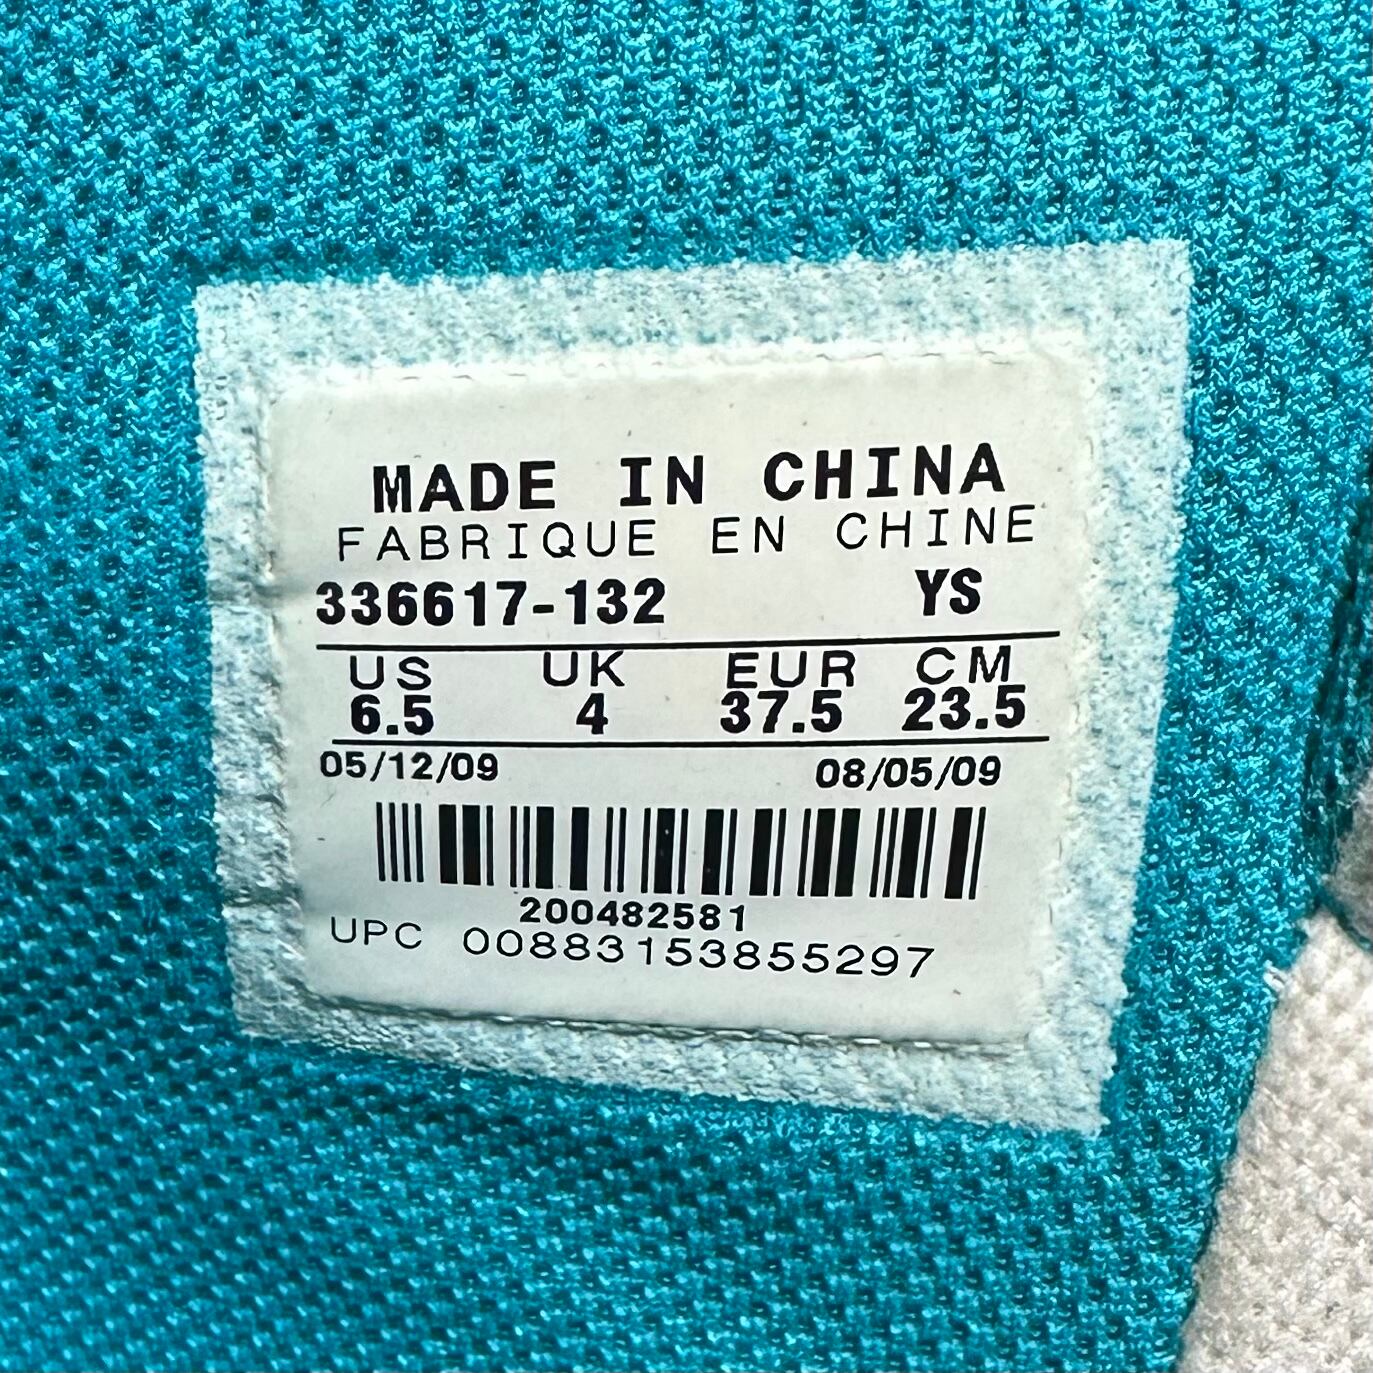 MADE IN CHINA
FABRIQUE EN CHINE
336617-132 YS
US UK EUR CM
6.5 4 37.5 23.5
05/12/09 08/05/09
200482581
UPC 00883153855297